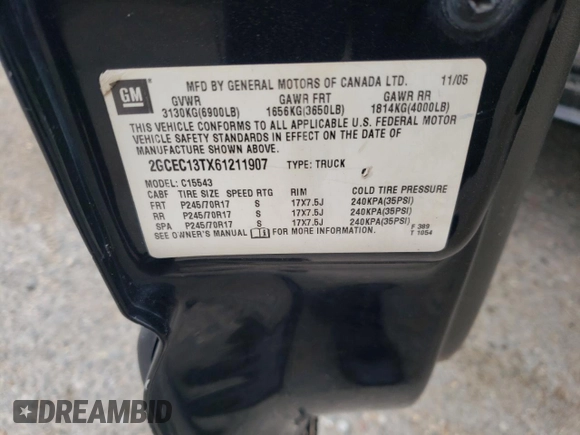 GM
MFD BY GENERAL MOTORS OF CANADA LTD. 11/05
GVWR GAWR FRT GAWR RR
3130KG(6900LB) 1656KG(3650LB) 1814KG(4000LB)
THIS VEHICLE CONFORMS TO ALL APPLICABLE U.S. FEDERAL MOTOR
VEHICLE SAFETY STANDARDS IN EFFECT ON THE DATE OF
MANUFACTURE SHOWN ABOVE.
2GCEC13TX61211907 TYPE: TRUCK
MODEL: C15543
CABF TIRE SIZE SPEED RTG RIM COLD TIRE PRESSURE
FRT P245/70R17 S 17X7.5J 240KPA(35PSI)
RR P245/70R17 S 17X7.5J 240KPA(35PSI)
SPA P245/70R17 S 17X7.5J 240KPA(35PSI)
SEE OWNER'S MANUAL FOR MORE INFORMATION.
F 389
T 1054
DREAMBID